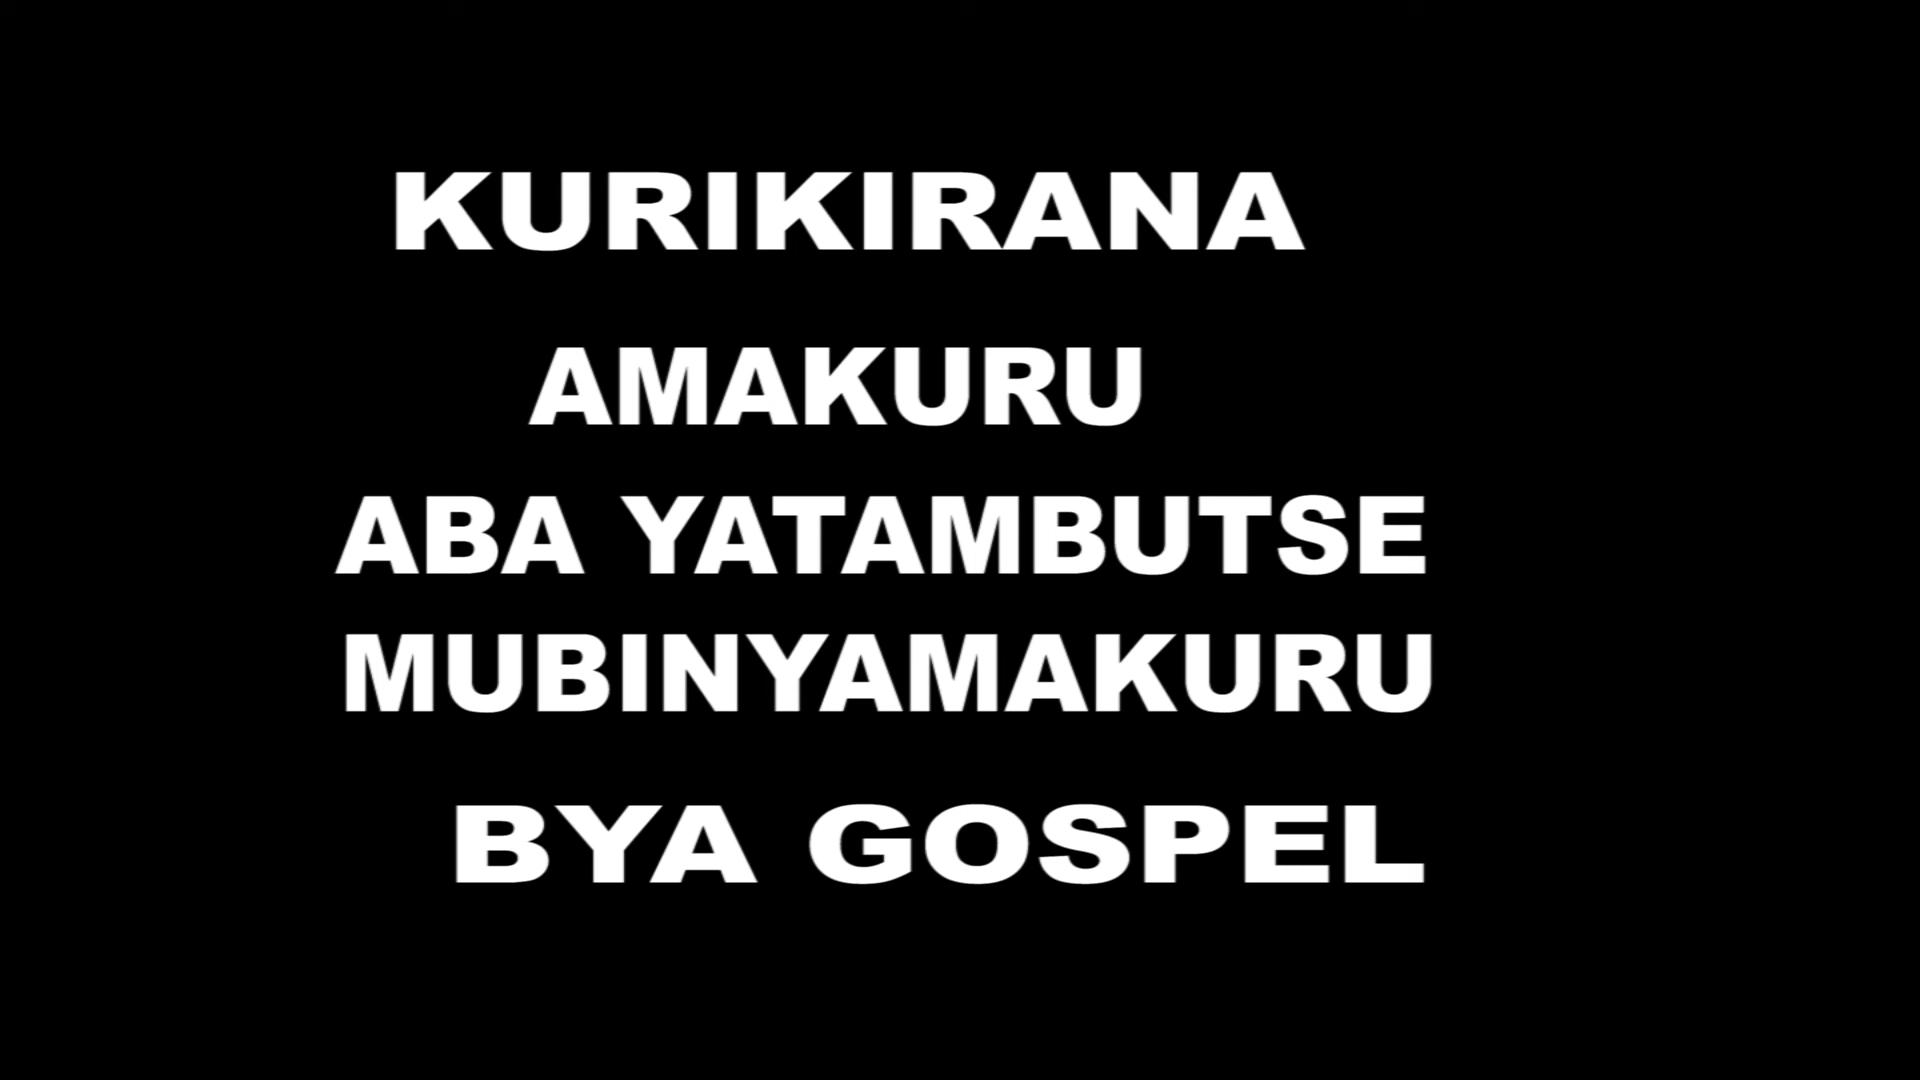 KURIKIRANA
AMAKURU
ABA YATAMBUTSE
MUBINYAMAKURU
BYA GOSPEL